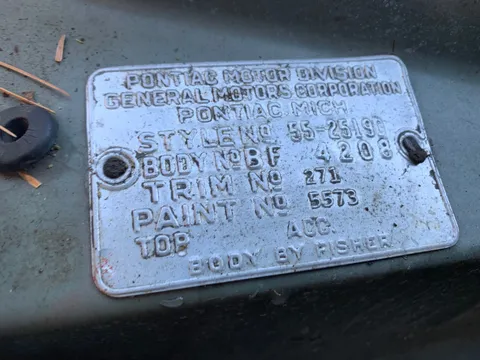 PONTIAC MOTOR DIVISION
GENERAL MOTORS CORPORATION
PONTIAC MICH
STYLE No 55-2519D
BODY No BF 4208
TRIM No 271
PAINT No 5573
TOP ACC.
BODY BY FISHER